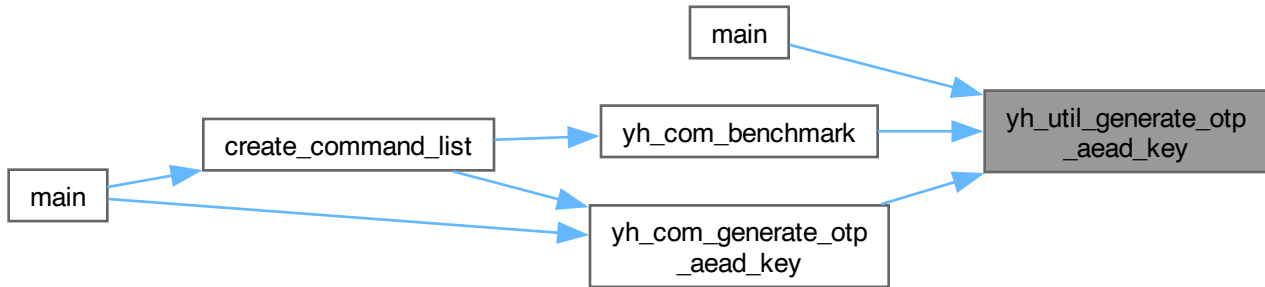 main
yh_util_generate_otp
_aead_key
yh_com_benchmark
create_command_list
main
yh_com_generate_otp
_aead_key